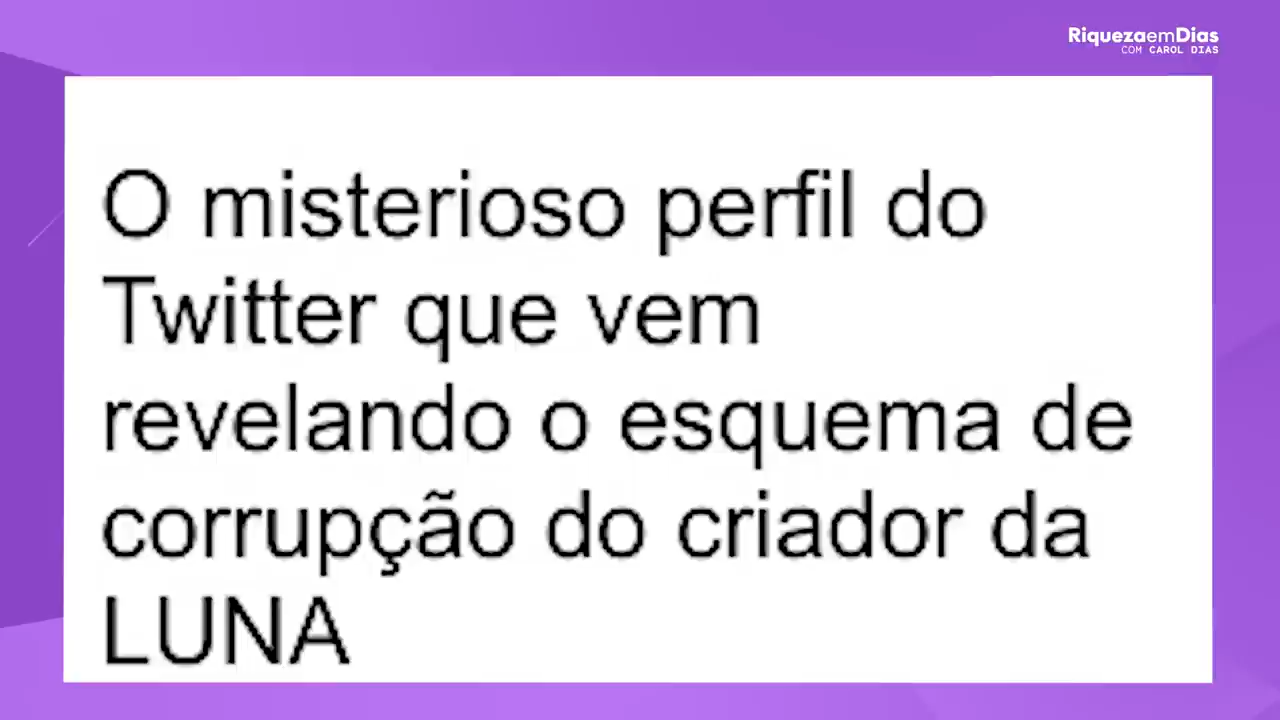 RiquezaemDias
COM CAROL DIAS
O misterioso perfil do
Twitter que vem
revelando o esquema de
corrupção do criador da
LUNA